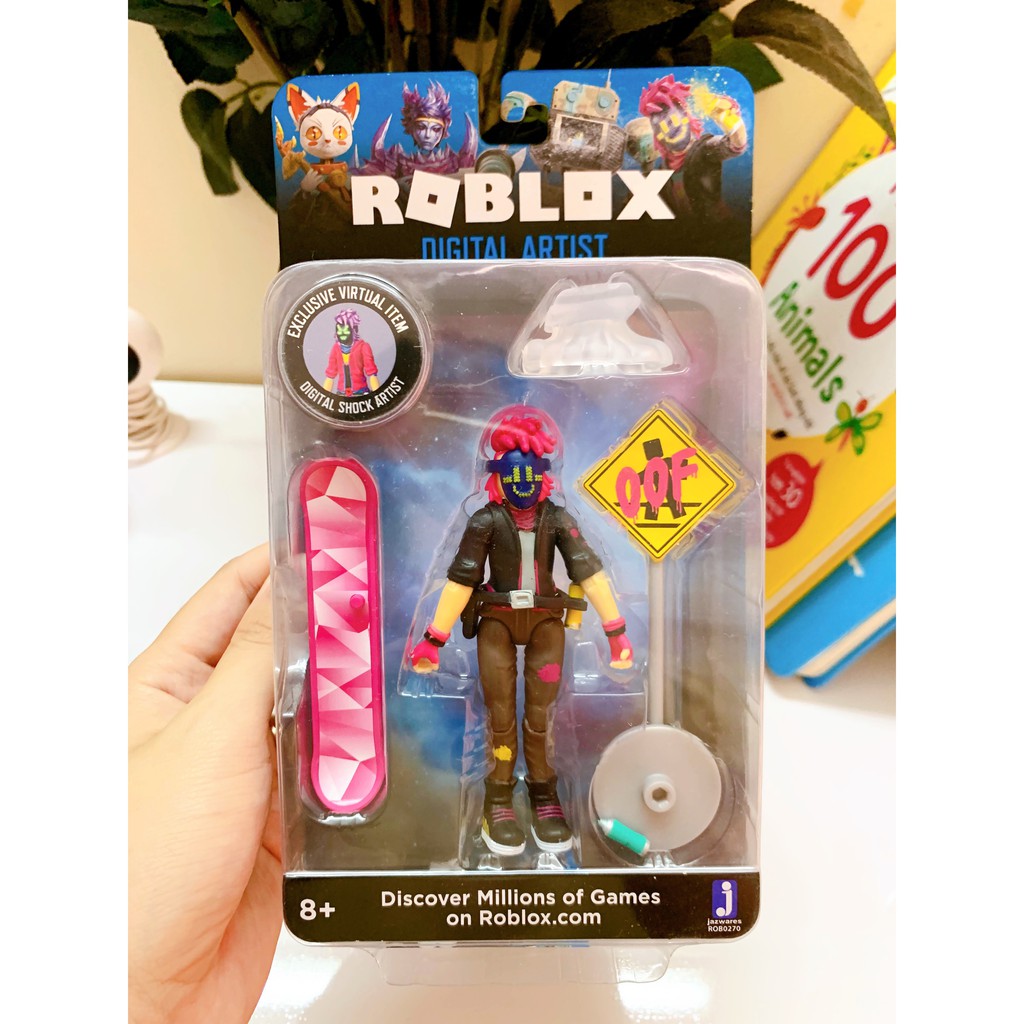 ROBLOX
DIGITAL ARTIST
EXCLUSIVE VIRTUAL ITEM
DIGITAL SHOCK ARTIST
OOF
8+
Discover Millions of Games
on Roblox.com
j
jazwares
ROB0270
100
Animals